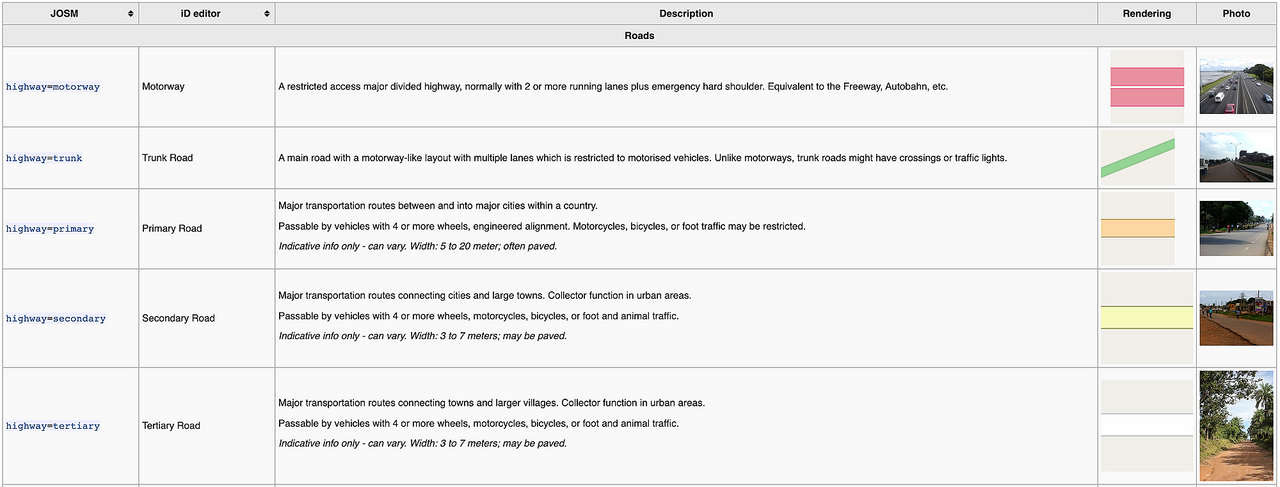 JOSM iD editor Description Rendering Photo
Roads
highway=motorway Motorway A restricted access major divided highway, normally with 2 or more running lanes plus emergency hard shoulder. Equivalent to the Freeway, Autobahn, etc.
highway=trunk Trunk Road A main road with a motorway-like layout with multiple lanes which is restricted to motorised vehicles. Unlike motorways, trunk roads might have crossings or traffic lights.
Major transportation routes between and into major cities within a country.
highway=primary Primary Road Passable by vehicles with 4 or more wheels, engineered alignment. Motorcycles, bicycles, or foot traffic may be restricted.
Indicative info only - can vary. Width: 5 to 20 meter; often paved.
Major transportation routes connecting cities and large towns. Collector function in urban areas.
highway=secondary Secondary Road Passable by vehicles with 4 or more wheels, motorcycles, bicycles, or foot and animal traffic.
Indicative info only - can vary. Width: 3 to 7 meters; may be paved.
Major transportation routes connecting towns and larger villages. Collector function in urban areas.
highway=tertiary Tertiary Road Passable by vehicles with 4 or more wheels, motorcycles, bicycles, or foot and animal traffic.
Indicative info only - can vary. Width: 3 to 7 meters; may be paved.